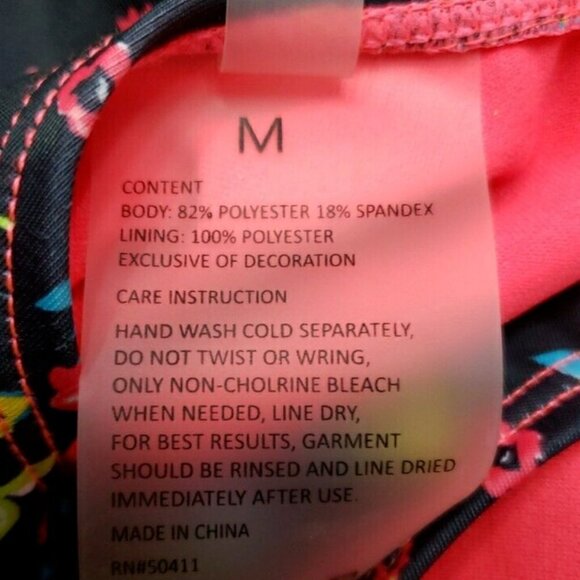 M
CONTENT
BODY: 82% POLYESTER 18% SPANDEX
LINING: 100% POLYESTER
EXCLUSIVE OF DECORATION
CARE INSTRUCTION
HAND WASH COLD SEPARATELY,
DO NOT TWIST OR WRING,
ONLY NON-CHOLRINE BLEACH
WHEN NEEDED, LINE DRY,
FOR BEST RESULTS, GARMENT
SHOULD BE RINSED AND LINE DRIED
IMMEDIATELY AFTER USE.
MADE IN CHINA
RN#50411